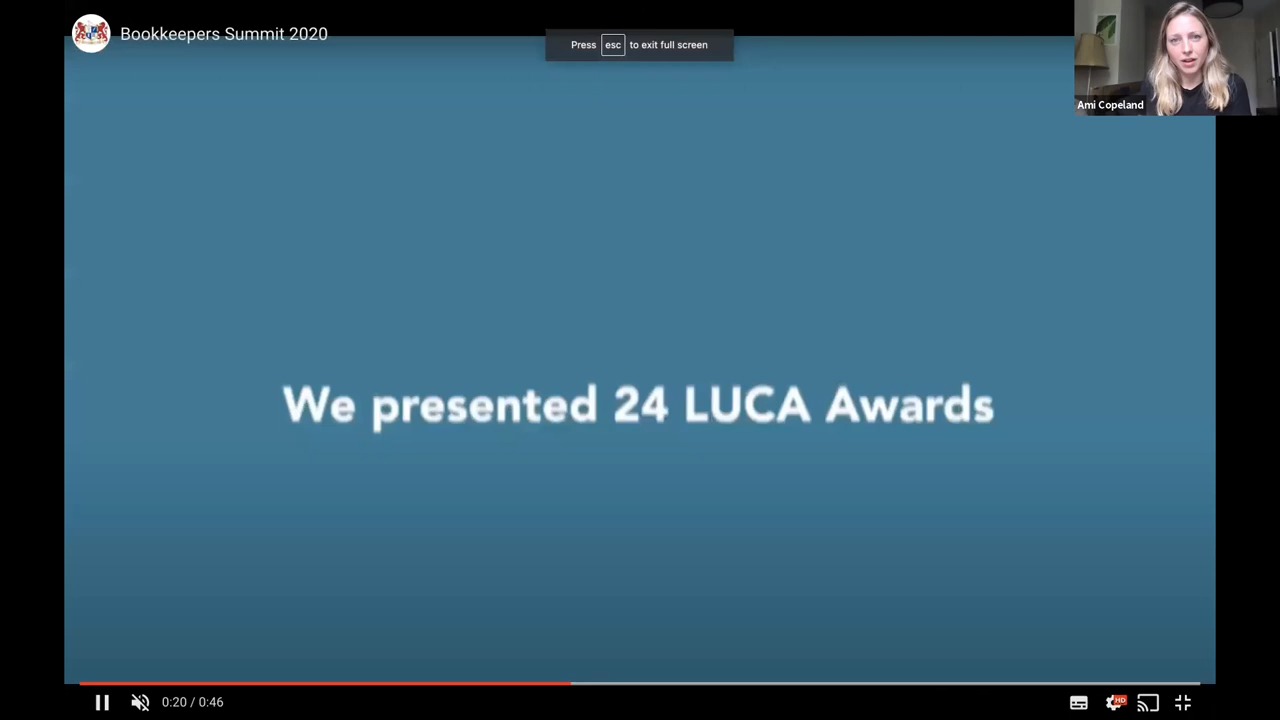 Bookkeepers Summit 2020
Press esc to exit full screen
Ami Copeland
We presented 24 LUCA Awards
0:20 / 0:46
HD